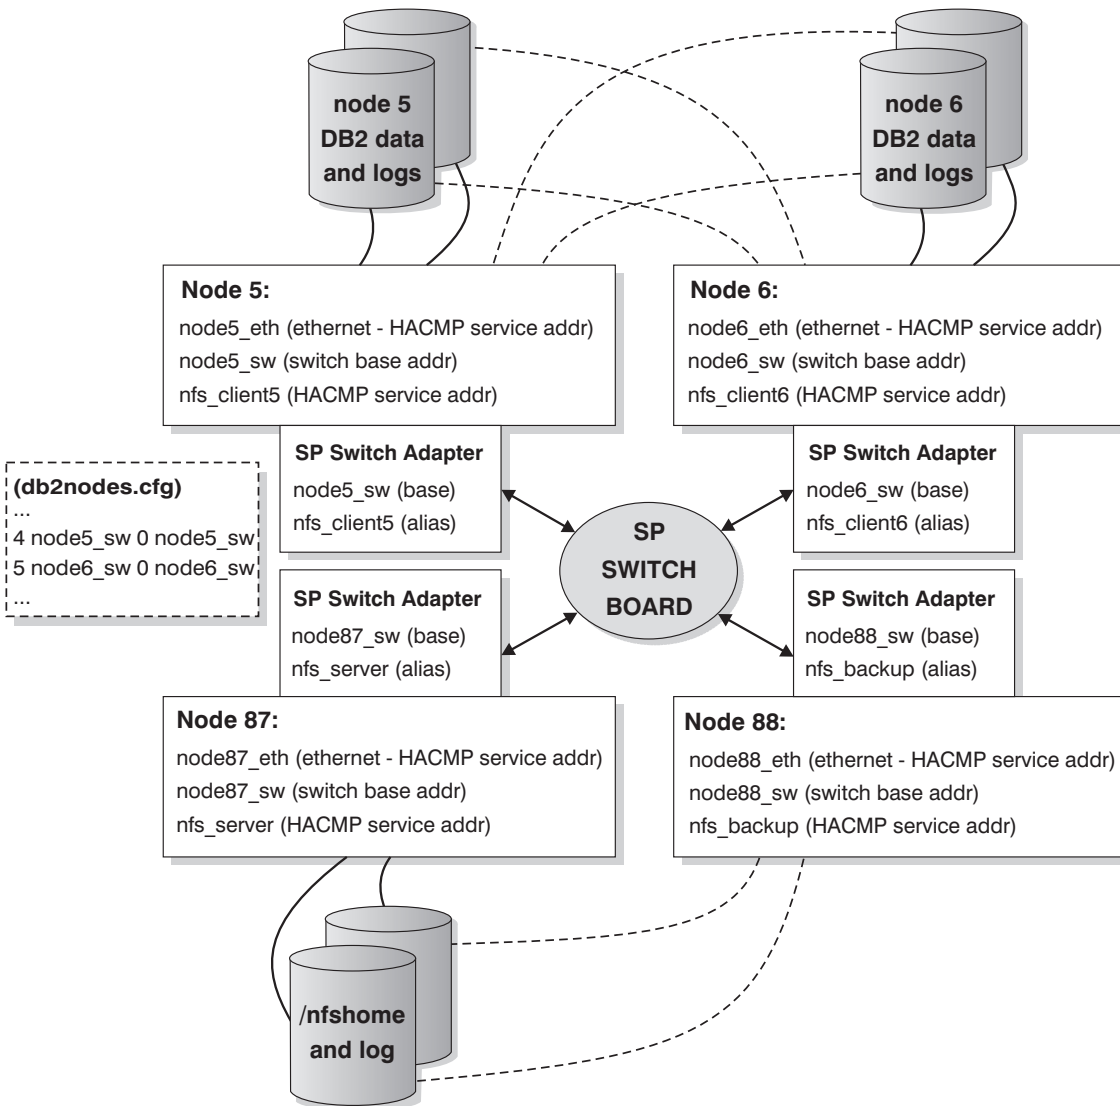 node 5
DB2 data
and logs
node 6
DB2 data
and logs
Node 5:
node5_eth (ethernet - HACMP service addr)
node5_sw (switch base addr)
nfs_client5 (HACMP service addr)
Node 6:
node6_eth (ethernet - HACMP service addr)
node6_sw (switch base addr)
nfs_client6 (HACMP service addr)
SP Switch Adapter
node5_sw (base)
nfs_client5 (alias)
SP Switch Adapter
node6_sw (base)
nfs_client6 (alias)
(db2nodes.cfg)
...
4 node5_sw 0 node5_sw
5 node6_sw 0 node6_sw
...
SP
SWITCH
BOARD
SP Switch Adapter
node87_sw (base)
nfs_server (alias)
SP Switch Adapter
node88_sw (base)
nfs_backup (alias)
Node 87:
node87_eth (ethernet - HACMP service addr)
node87_sw (switch base addr)
nfs_server (HACMP service addr)
Node 88:
node88_eth (ethernet - HACMP service addr)
node88_sw (switch base addr)
nfs_backup (HACMP service addr)
/nfshome
and log